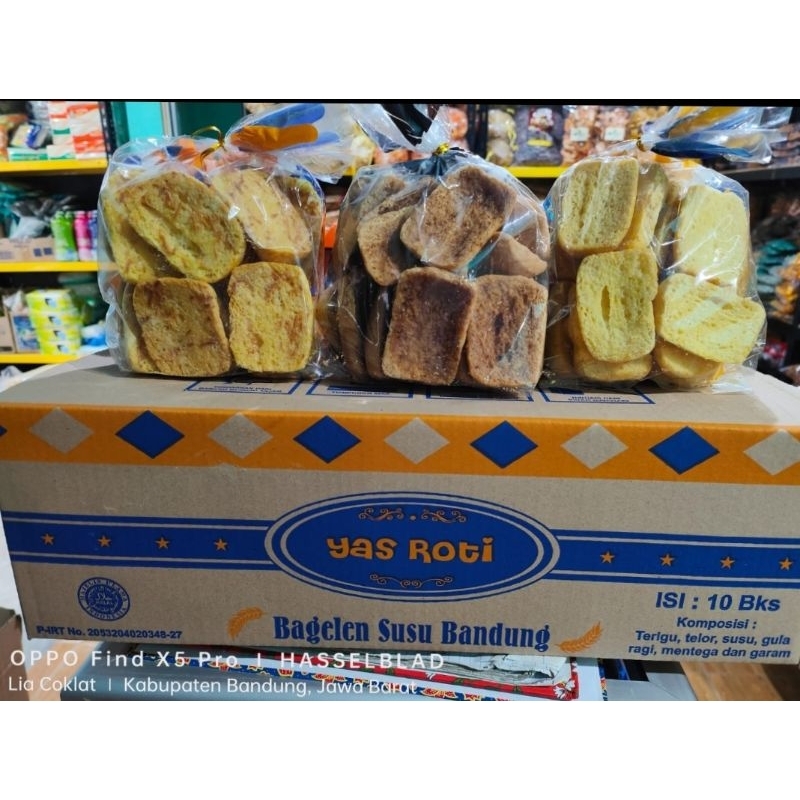 Yas Roti
Bagelen Susu Bandung
P-IRT No. 2053204020348-27
ISI : 10 Bks
Komposisi :
Terigu, telor, susu, gula
ragi, mentega dan garam
OPPO Find X5 Pro | HASSELBLAD
Lia Coklat | Kabupaten Bandung, Jawa Barat